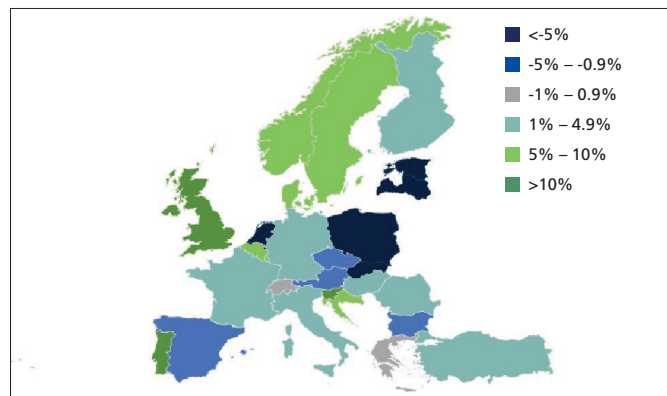 <-5%
-5% – -0.9%
-1% – 0.9%
1% – 4.9%
5% – 10%
>10%